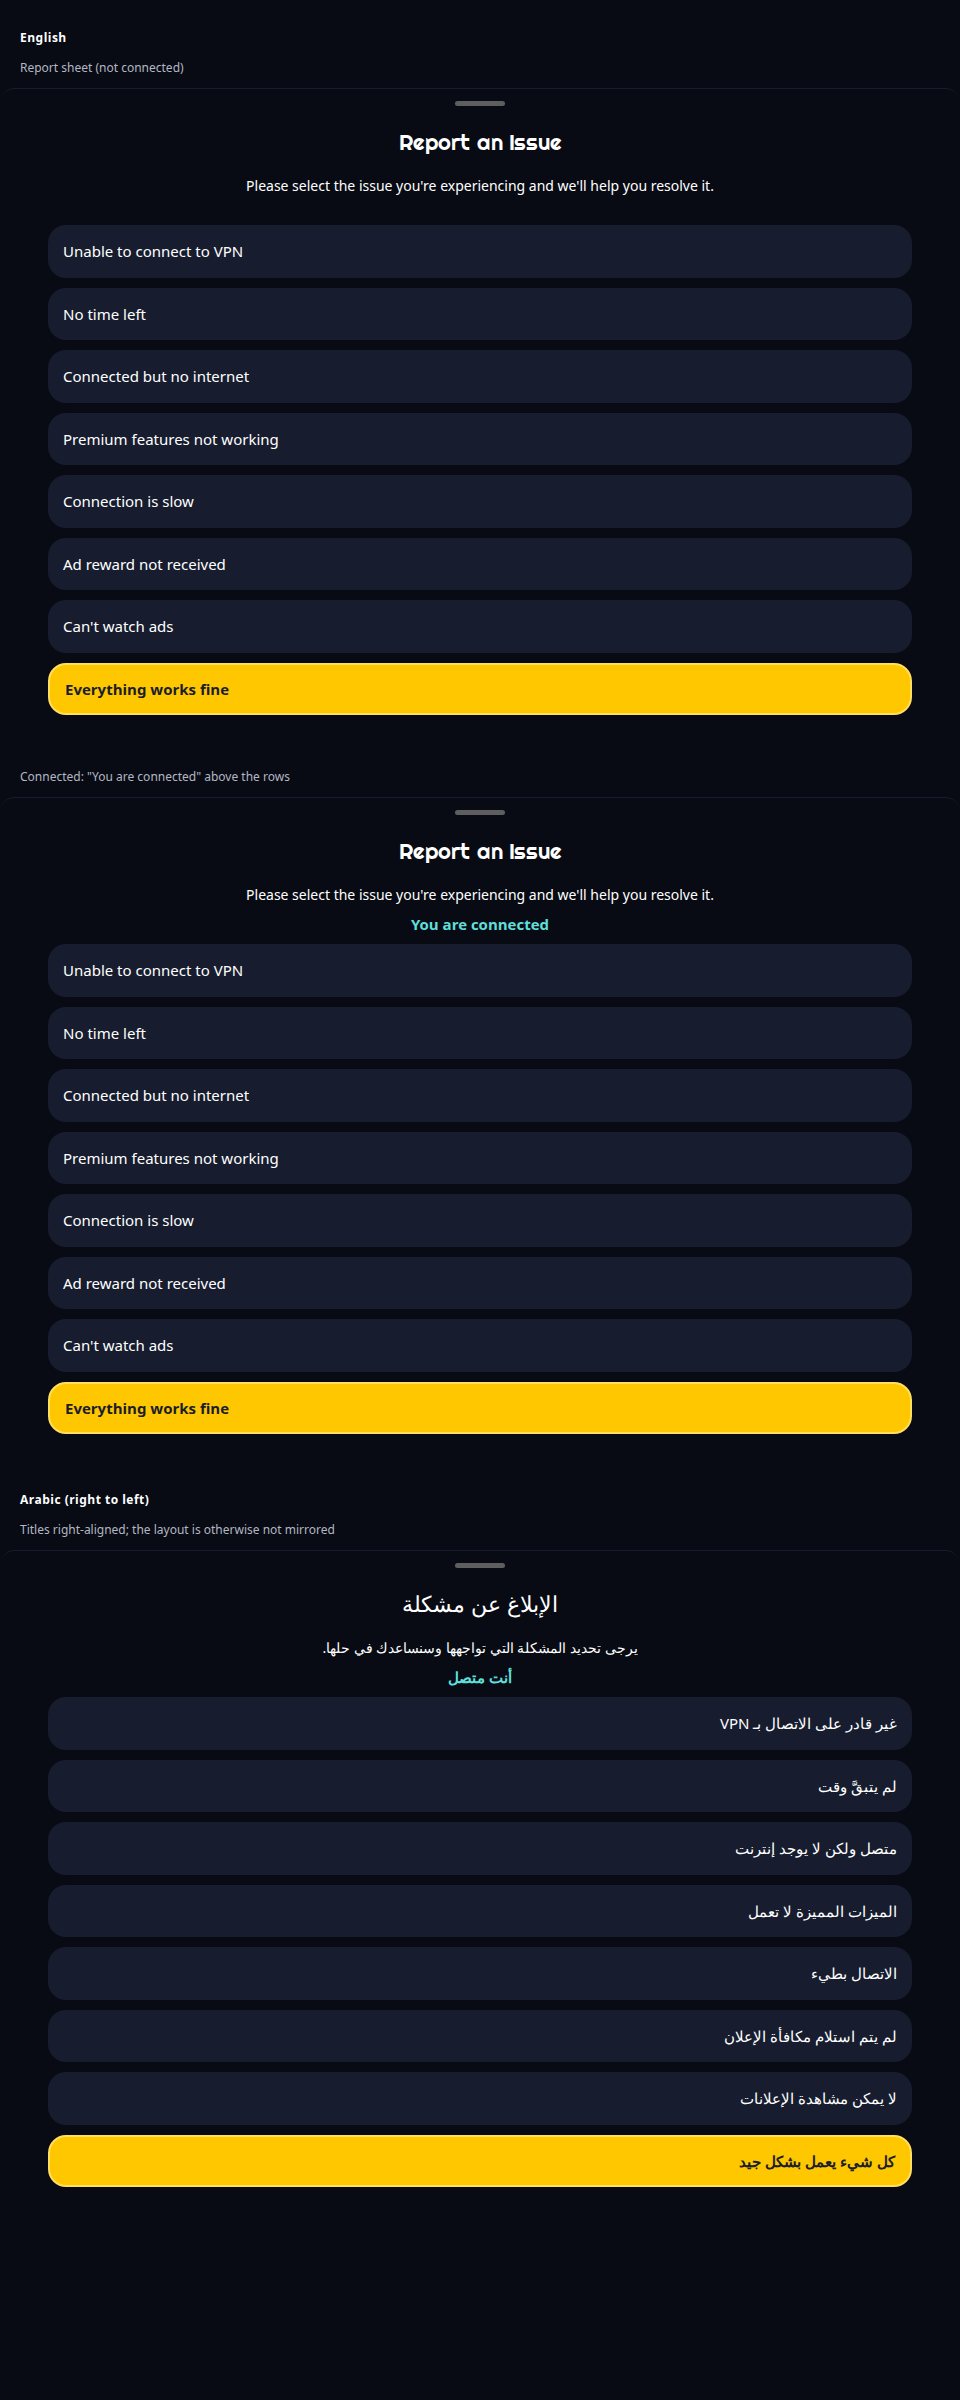 English
Report sheet (not connected)
Report an Issue
Please select the issue you're experiencing and we'll help you resolve it.
Unable to connect to VPN
No time left
Connected but no internet
Premium features not working
Connection is slow
Ad reward not received
Can't watch ads
Everything works fine
Connected: "You are connected" above the rows
Report an Issue
Please select the issue you're experiencing and we'll help you resolve it.
You are connected
Unable to connect to VPN
No time left
Connected but no internet
Premium features not working
Connection is slow
Ad reward not received
Can't watch ads
Everything works fine
Arabic (right to left)
Titles right-aligned; the layout is otherwise not mirrored
الإبلاغ عن مشكلة
يرجى تحديد المشكلة التي تواجهها وسنساعدك في حلها.
أنت متصل
غير قادر على الاتصال بـ VPN
لم يتبقَّ وقت
متصل ولكن لا يوجد إنترنت
الميزات المميزة لا تعمل
الاتصال بطيء
لم يتم استلام مكافأة الإعلان
لا يمكن مشاهدة الإعلانات
كل شيء يعمل بشكل جيد